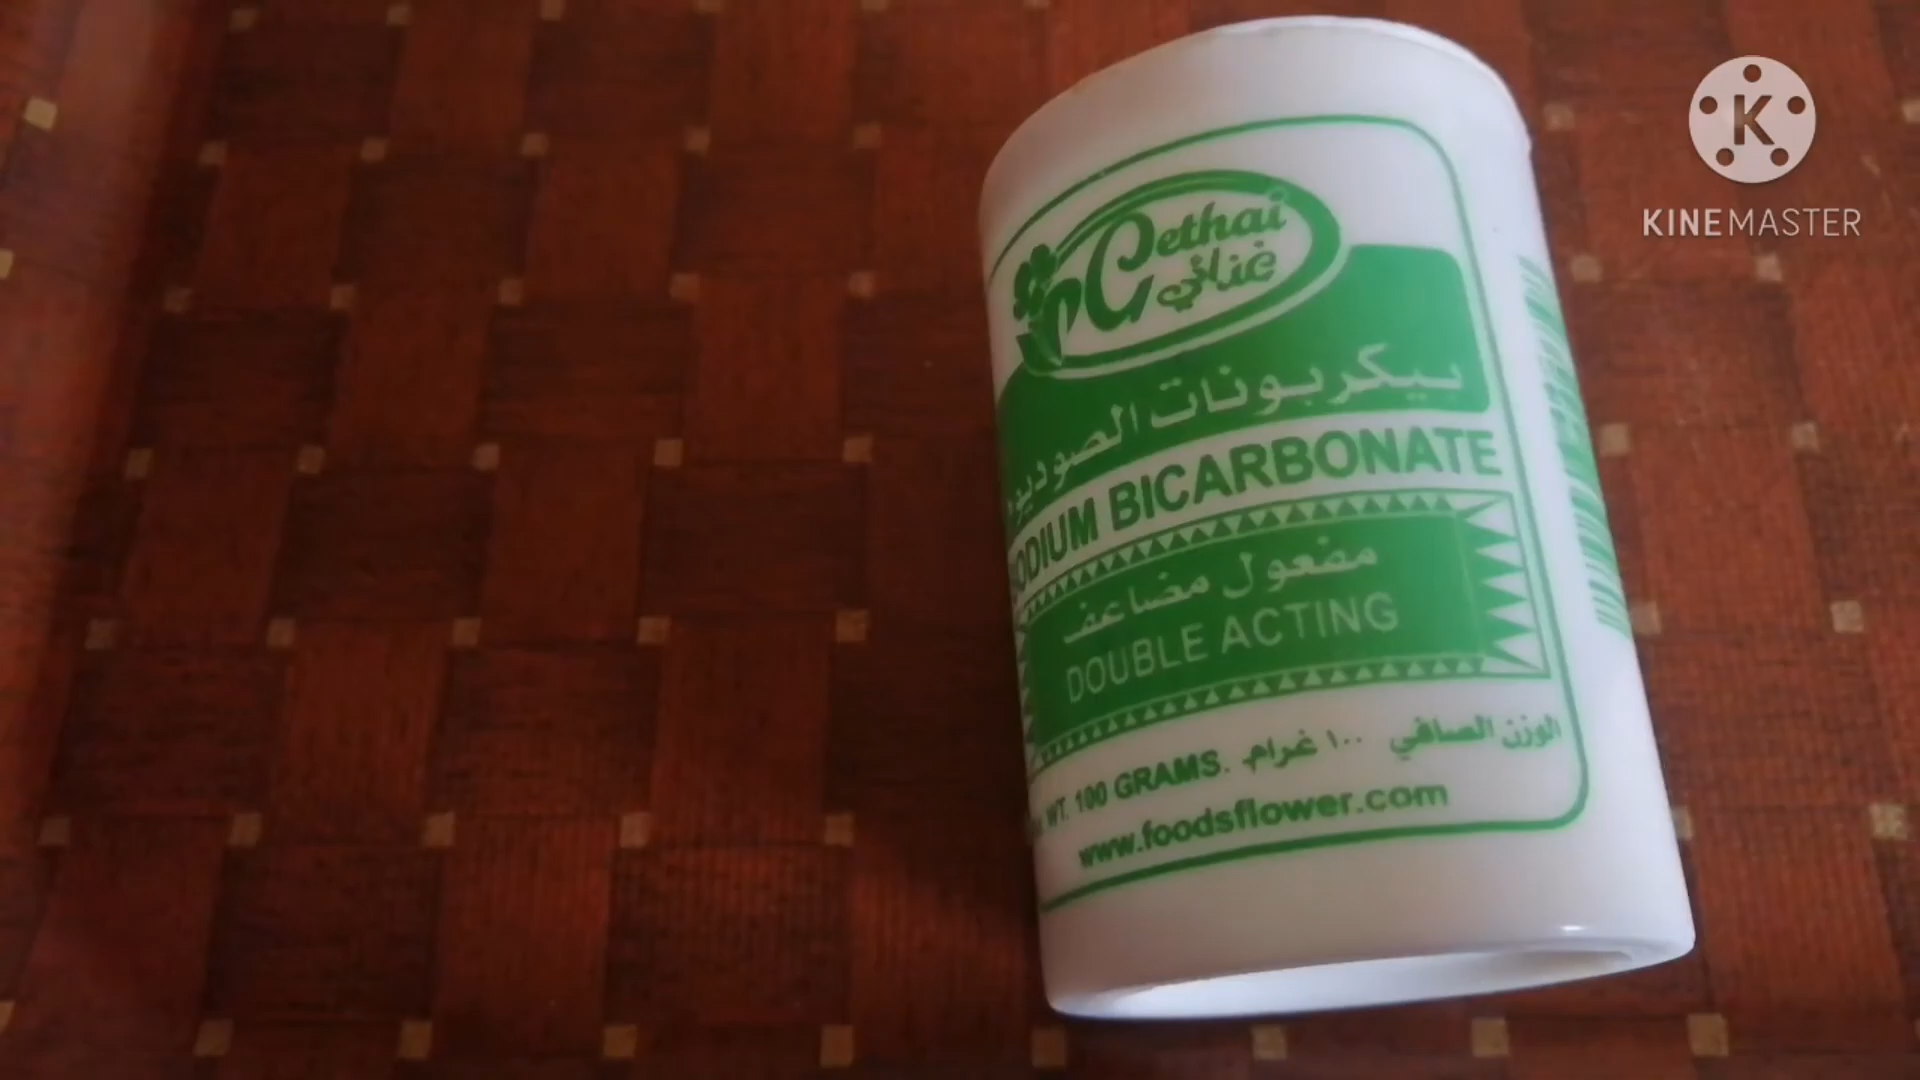 K
KINEMASTER
Gethai
غذائي
بيكربونات الصوديوم
SODIUM BICARBONATE
مضعول مضاعف
DOUBLE ACTING
الوزن الصافي ١٠٠ غرام
WT. 100 GRAMS.
www.foodsflower.com